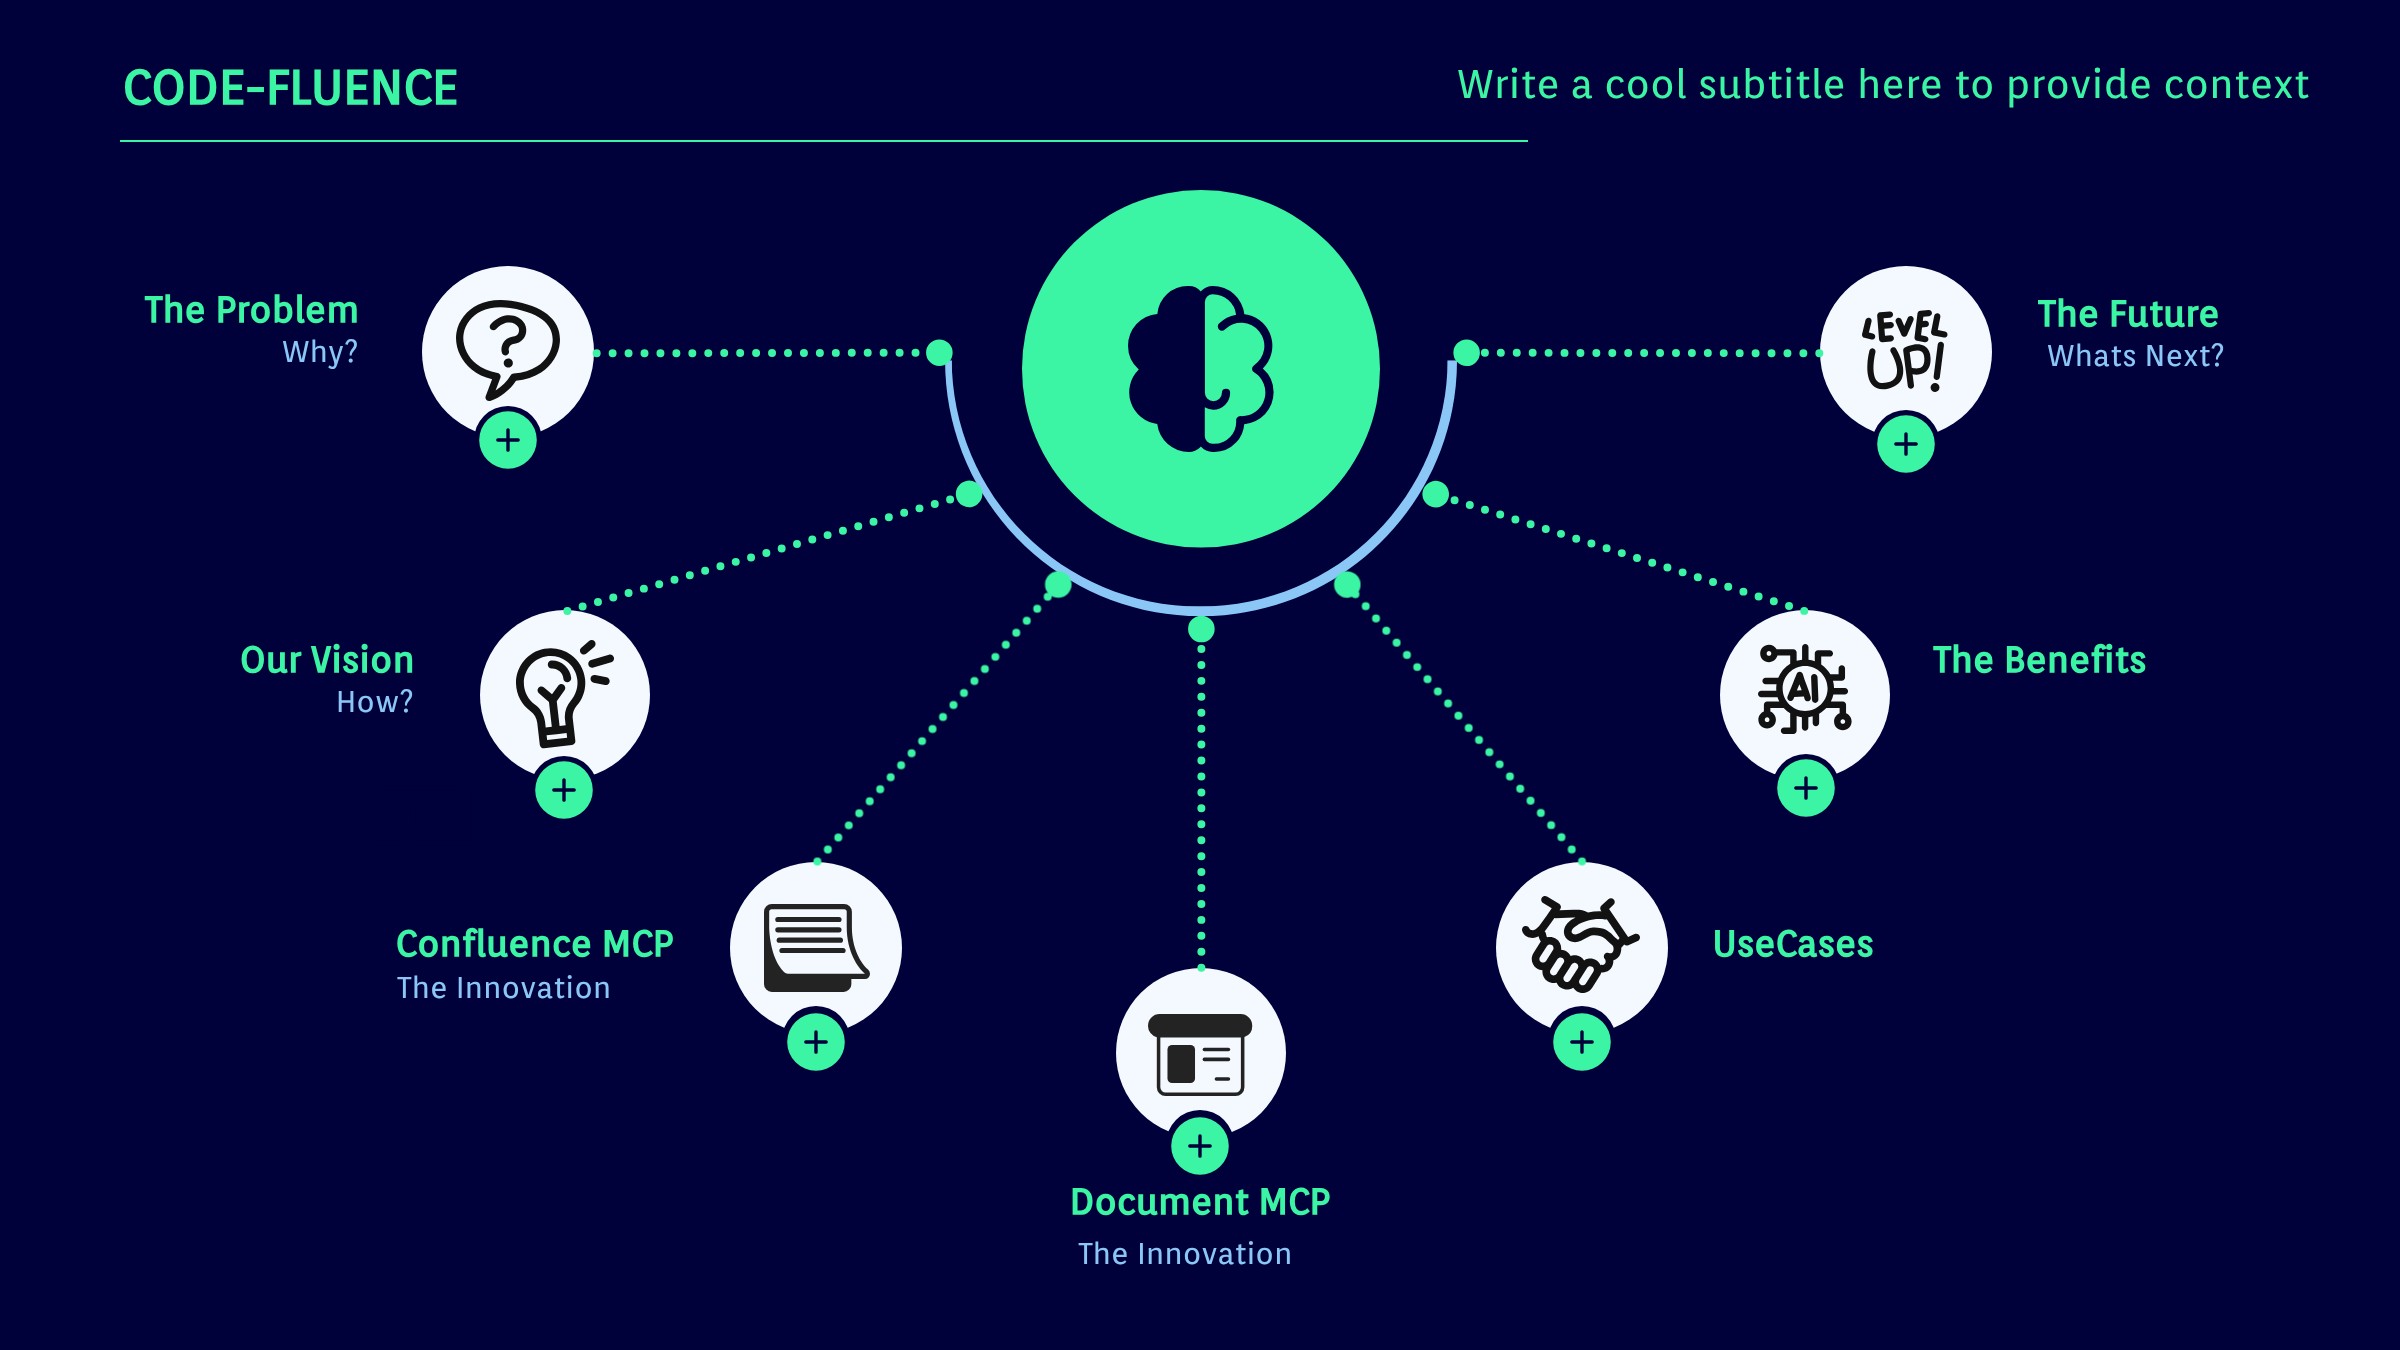 CODE-FLUENCE
Write a cool subtitle here to provide context
The Problem
Why?
LEVEL
UP!
The Future
Whats Next?
Our Vision
How?
AI
The Benefits
Confluence MCP
The Innovation
UseCases
Document MCP
The Innovation